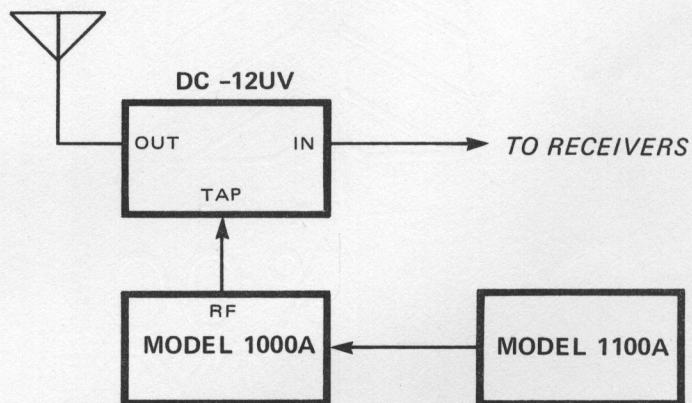 DC -12UV
OUT IN
TO RECEIVERS
TAP
RF
MODEL 1000A
MODEL 1100A